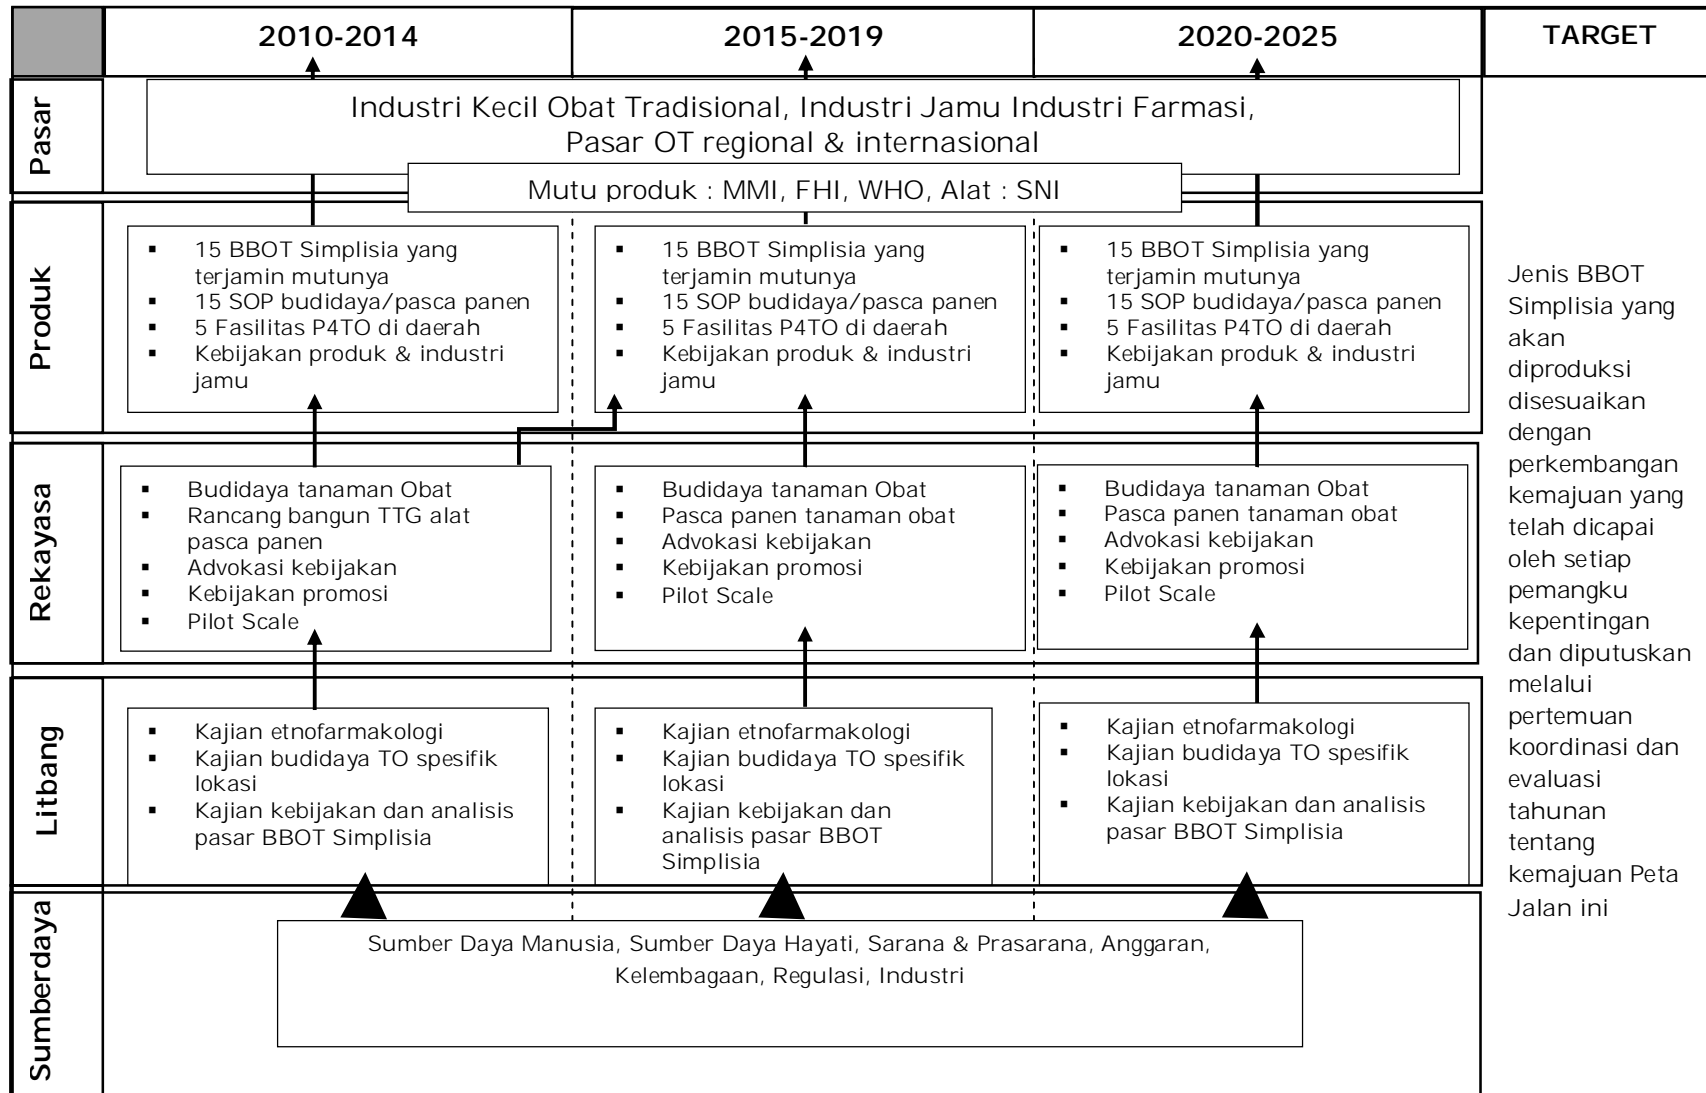 2010-2014
2015-2019
2020-2025
TARGET
Pasar
Industri Kecil Obat Tradisional, Industri Jamu Industri Farmasi,
Pasar OT regional & internasional
Mutu produk : MMI, FHI, WHO, Alat : SNI
Produk
▪ 15 BBOT Simplisia yang
terjamin mutunya
▪ 15 SOP budidaya/pasca panen
▪ 5 Fasilitas P4TO di daerah
▪ Kebijakan produk & industri
jamu
▪ 15 BBOT Simplisia yang
terjamin mutunya
▪ 15 SOP budidaya/pasca panen
▪ 5 Fasilitas P4TO di daerah
▪ Kebijakan produk & industri
jamu
▪ 15 BBOT Simplisia yang
terjamin mutunya
▪ 15 SOP budidaya/pasca panen
▪ 5 Fasilitas P4TO di daerah
▪ Kebijakan produk & industri
jamu
Rekayasa
▪ Budidaya tanaman Obat
▪ Rancang bangun TTG alat
pasca panen
▪ Advokasi kebijakan
▪ Kebijakan promosi
▪ Pilot Scale
▪ Budidaya tanaman Obat
▪ Pasca panen tanaman obat
▪ Advokasi kebijakan
▪ Kebijakan promosi
▪ Pilot Scale
▪ Budidaya tanaman Obat
▪ Pasca panen tanaman obat
▪ Advokasi kebijakan
▪ Kebijakan promosi
▪ Pilot Scale
Litbang
▪ Kajian etnofarmakologi
▪ Kajian budidaya TO spesifik
lokasi
▪ Kajian kebijakan dan analisis
pasar BBOT Simplisia
▪ Kajian etnofarmakologi
▪ Kajian budidaya TO spesifik
lokasi
▪ Kajian kebijakan dan
analisis pasar BBOT
Simplisia
▪ Kajian etnofarmakologi
▪ Kajian budidaya TO spesifik
lokasi
▪ Kajian kebijakan dan analisis
pasar BBOT Simplisia
Sumberdaya
Sumber Daya Manusia, Sumber Daya Hayati, Sarana & Prasarana, Anggaran,
Kelembagaan, Regulasi, Industri
Jenis BBOT
Simplisia yang
akan
diproduksi
disesuaikan
dengan
perkembangan
kemajuan yang
telah dicapai
oleh setiap
pemangku
kepentingan
dan diputuskan
melalui
pertemuan
koordinasi dan
evaluasi
tahunan
tentang
kemajuan Peta
Jalan ini